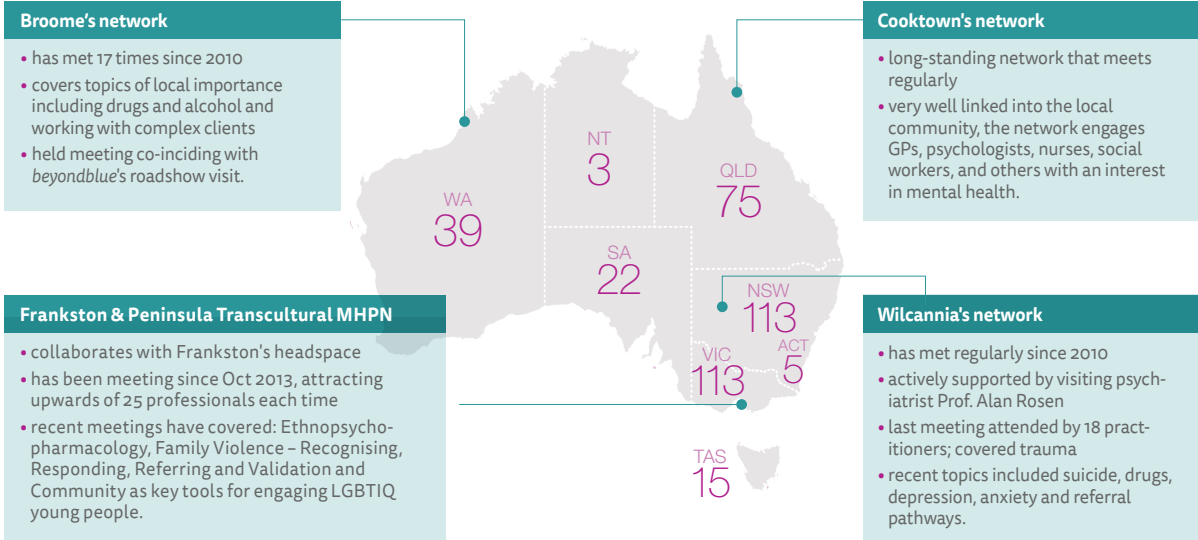 Broome's network
• has met 17 times since 2010
• covers topics of local importance
including drugs and alcohol and
working with complex clients
• held meeting co-inciding with
beyondblue's roadshow visit.
Cooktown's network
• long-standing network that meets
regularly
• very well linked into the local
community, the network engages
GPs, psychologists, nurses, social
workers, and others with an interest
in mental health.
NT
3
QLD
75
WA
39
SA
22
NSW
113
ACT
5
VIC
113
TAS
15
Frankston & Peninsula Transcultural MHPN
• collaborates with Frankston's headspace
• has been meeting since Oct 2013, attracting
upwards of 25 professionals each time
• recent meetings have covered: Ethnopsycho-
pharmacology, Family Violence – Recognising,
Responding, Referring and Validation and
Community as key tools for engaging LGBTIQ
young people.
Wilcannia's network
• has met regularly since 2010
• actively supported by visiting psych-
iatrist Prof. Alan Rosen
• last meeting attended by 18 pract-
itioners; covered trauma
• recent topics included suicide, drugs,
depression, anxiety and referral
pathways.